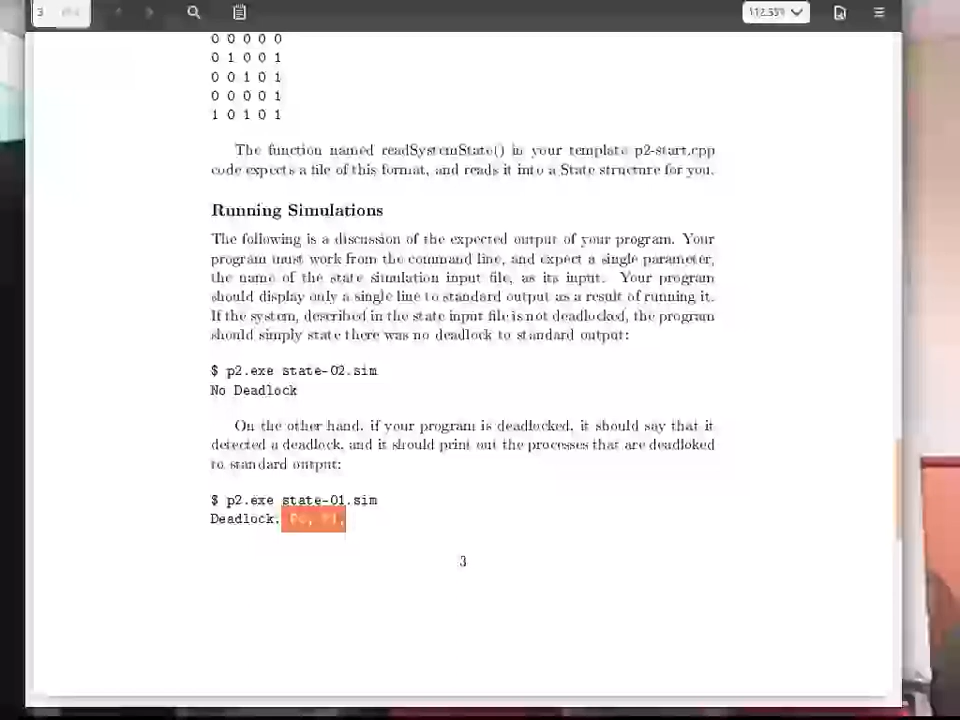 3
112.55%
0 0 0 0 0
0 1 0 0 1
0 0 1 0 1
0 0 0 0 1
1 0 1 0 1
The function named readSystemState() in your template p2-start.cpp
code expects a file of this format, and reads it into a State structure for you.
Running Simulations
The following is a discussion of the expected output of your program. Your
program must work from the command line, and expect a single parameter,
the name of the state simulation input file, as its input. Your program
should display only a single line to standard output as a result of running it.
If the system, described in the state input file is not deadlocked, the program
should simply state there was no deadlock to standard output:
$ p2.exe state-02.sim
No Deadlock
On the other hand, if your program is deadlocked, it should say that it
detected a deadlock, and it should print out the processes that are deadloked
to standard output:
$ p2.exe state-01.sim
Deadlock:
3